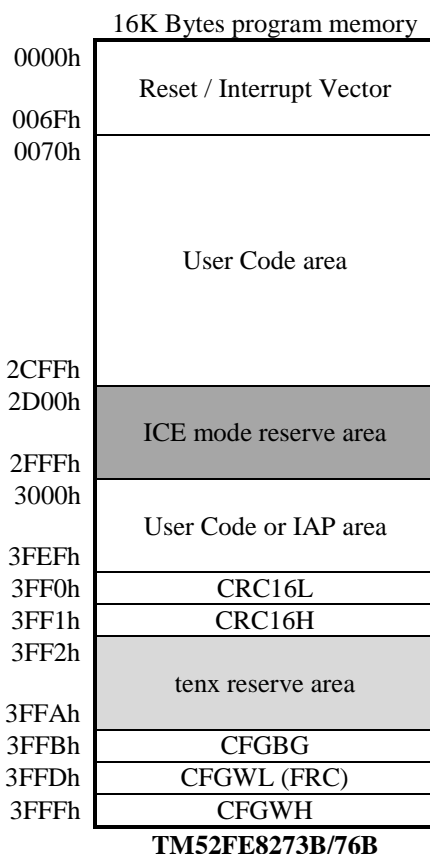 16K Bytes program memory
0000h
Reset / Interrupt Vector
006Fh
0070h
User Code area
2CFFh
2D00h
ICE mode reserve area
2FFFh
3000h
User Code or IAP area
3FEFh
3FF0h CRC16L
3FF1h CRC16H
3FF2h
tenx reserve area
3FFAh
3FFBh CFGBG
3FFDh CFGWL (FRC)
3FFFh CFGWH
TM52FE8273B/76B